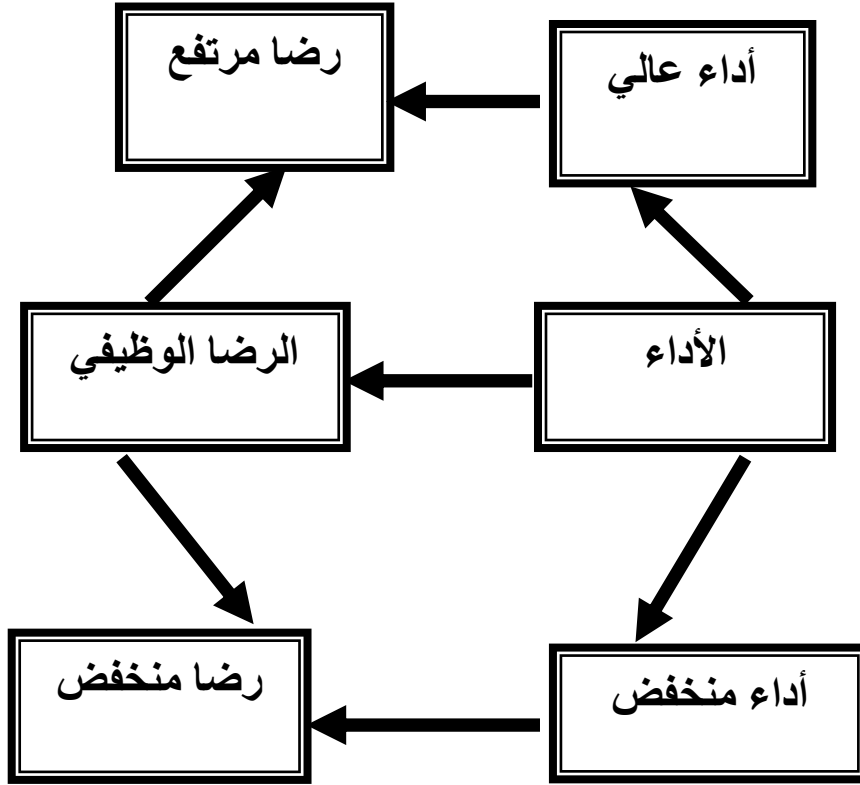 أداء عالي
رضا مرتفع
الأداء
الرضا الوظيفي
أداء منخفض
رضا منخفض